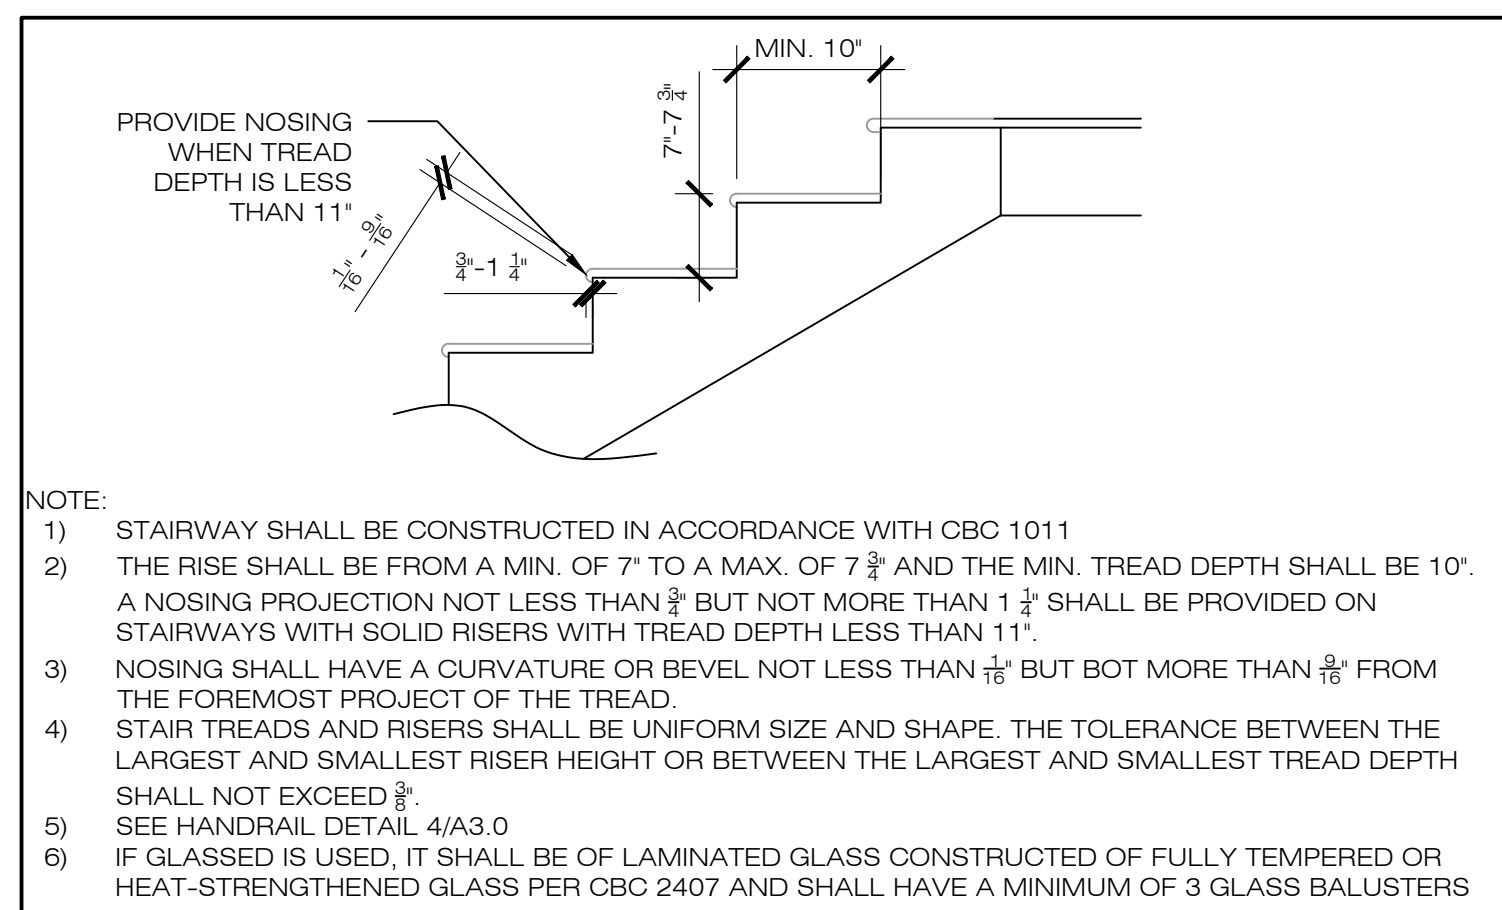 MIN. 10"
7"-7 3/4"
PROVIDE NOSING
WHEN TREAD
DEPTH IS LESS
THAN 11"
1/16" - 9/16"
3/4"-1 1/4"
NOTE:
1) STAIRWAY SHALL BE CONSTRUCTED IN ACCORDANCE WITH CBC 1011
2) THE RISE SHALL BE FROM A MIN. OF 7" TO A MAX. OF 7 3/4" AND THE MIN. TREAD DEPTH SHALL BE 10".
A NOSING PROJECTION NOT LESS THAN 3/4" BUT NOT MORE THAN 1 1/4" SHALL BE PROVIDED ON
STAIRWAYS WITH SOLID RISERS WITH TREAD DEPTH LESS THAN 11".
3) NOSING SHALL HAVE A CURVATURE OR BEVEL NOT LESS THAN 1/16" BUT BOT MORE THAN 9/16" FROM
THE FOREMOST PROJECT OF THE TREAD.
4) STAIR TREADS AND RISERS SHALL BE UNIFORM SIZE AND SHAPE. THE TOLERANCE BETWEEN THE
LARGEST AND SMALLEST RISER HEIGHT OR BETWEEN THE LARGEST AND SMALLEST TREAD DEPTH
SHALL NOT EXCEED 3/8".
5) SEE HANDRAIL DETAIL 4/A3.0
6) IF GLASSED IS USED, IT SHALL BE OF LAMINATED GLASS CONSTRUCTED OF FULLY TEMPERED OR
HEAT-STRENGTHENED GLASS PER CBC 2407 AND SHALL HAVE A MINIMUM OF 3 GLASS BALUSTERS